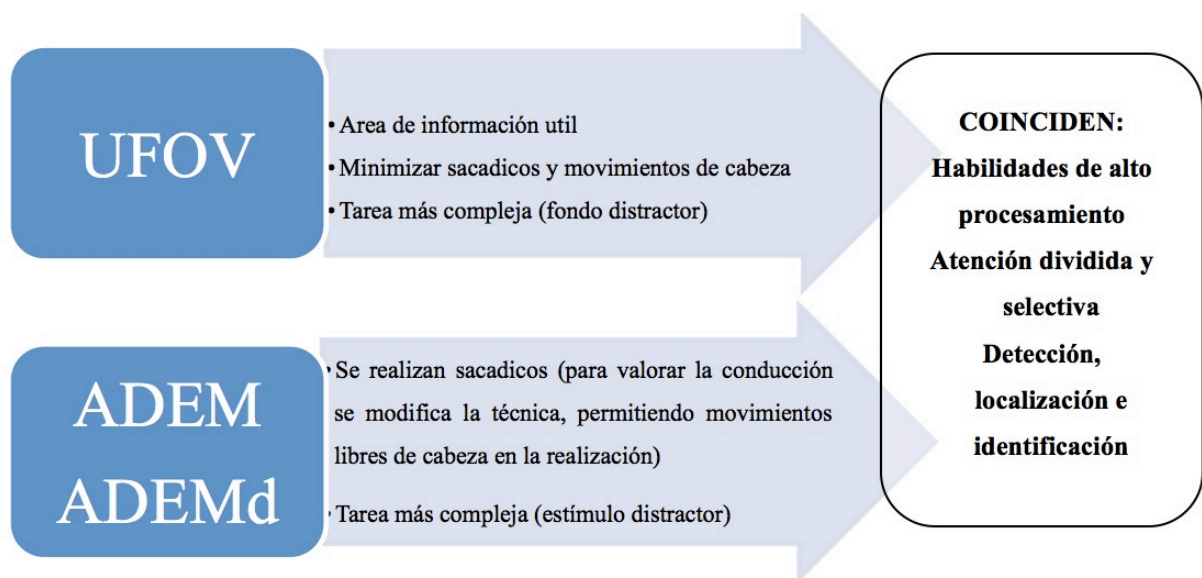 UFOV
• Area de información util
• Minimizar sacadicos y movimientos de cabeza
• Tarea más compleja (fondo distractor)
ADEM
ADEMd
• Se realizan sacadicos (para valorar la conducción
se modifica la técnica, permitiendo movimientos
libres de cabeza en la realización)
• Tarea más compleja (estímulo distractor)
COINCIDEN:
Habilidades de alto
procesamiento
Atención dividida y
selectiva
Detección,
localización e
identificación